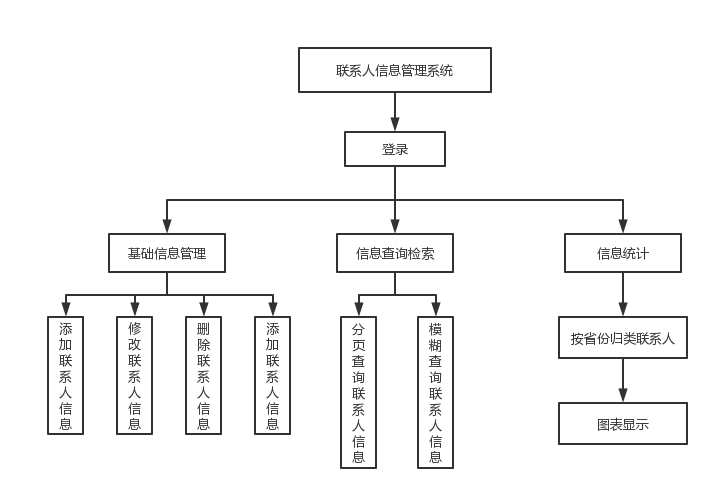 联系人信息管理系统
登录
基础信息管理
信息查询检索
信息统计
添加联系人信息
修改联系人信息
删除联系人信息
添加联系人信息
分页查询联系人信息
模糊查询联系人信息
按省份归类联系人
图表显示